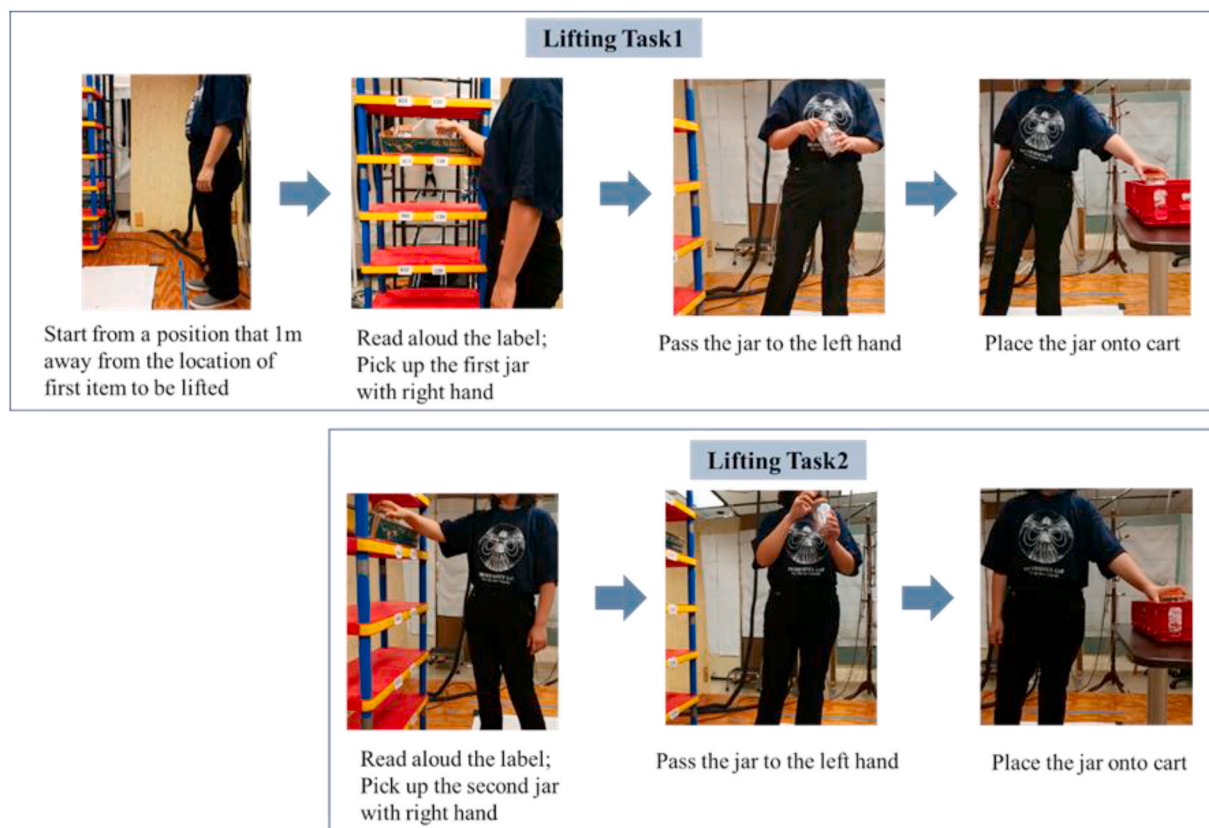 Lifting Task1
Start from a position that 1m
away from the location of
first item to be lifted
Read aloud the label;
Pick up the first jar
with right hand
Pass the jar to the left hand
Place the jar onto cart
Lifting Task2
Read aloud the label;
Pick up the second jar
with right hand
Pass the jar to the left hand
Place the jar onto cart